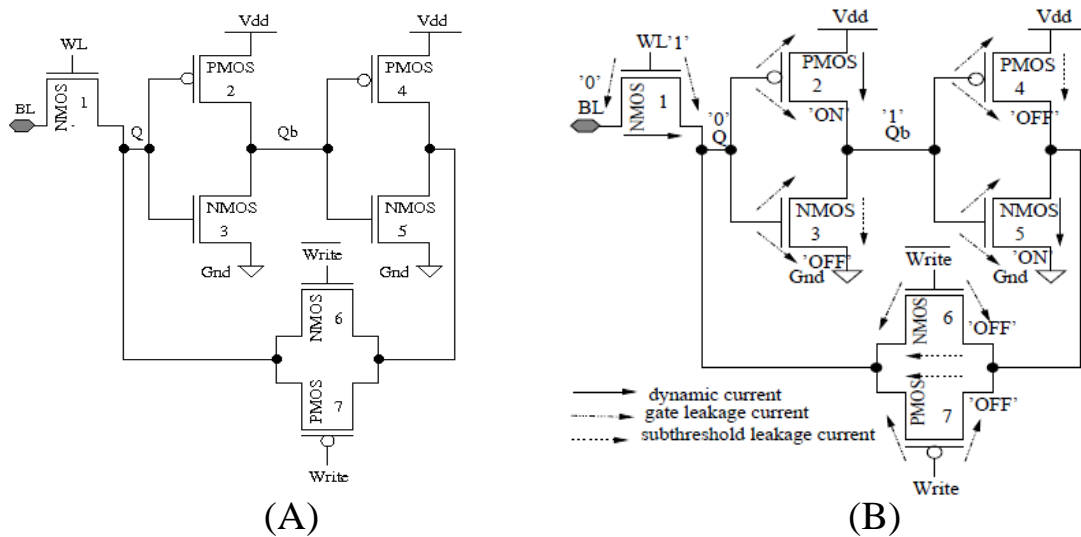 Vdd
Vdd
WL
PMOS
2
PMOS
4
BL
NMOS
1
Q
Qb
NMOS
3
NMOS
5
Gnd
Gnd
Write
NMOS
6
PMOS
7
Write
(A)
Vdd
Vdd
WL'1'
'0'
BL
NMOS
1
PMOS
2
'ON'
PMOS
4
'OFF'
'0'
Q
'1'
Qb
NMOS
3
'OFF'
Gnd
NMOS
5
'ON'
Gnd
Write
NMOS
6
'OFF'
PMOS
7
'OFF'
Write
dynamic current
gate leakage current
subthreshold leakage current
(B)